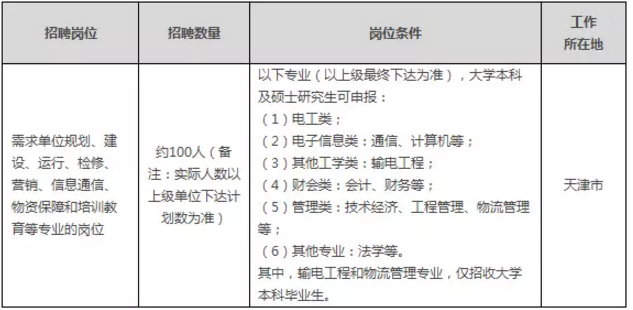 招聘岗位
招聘数量
岗位条件
工作
所在地
需求单位规划、建
设、运行、检修、
营销、信息通信、
物资保障和培训教
育等专业的岗位
约100人（备
注：实际人数以
上级单位下达计
划数为准）
以下专业（以上级最终下达为准），大学本科
及硕士研究生可申报：
（1）电工类；
（2）电子信息类：通信、计算机等；
（3）其他工学类：输电工程；
（4）财会类：会计、财务等；
（5）管理类：技术经济、工程管理、物流管理
等；
（6）其他专业：法学等。
其中，输电工程和物流管理专业，仅招收大学
本科毕业生。
天津市